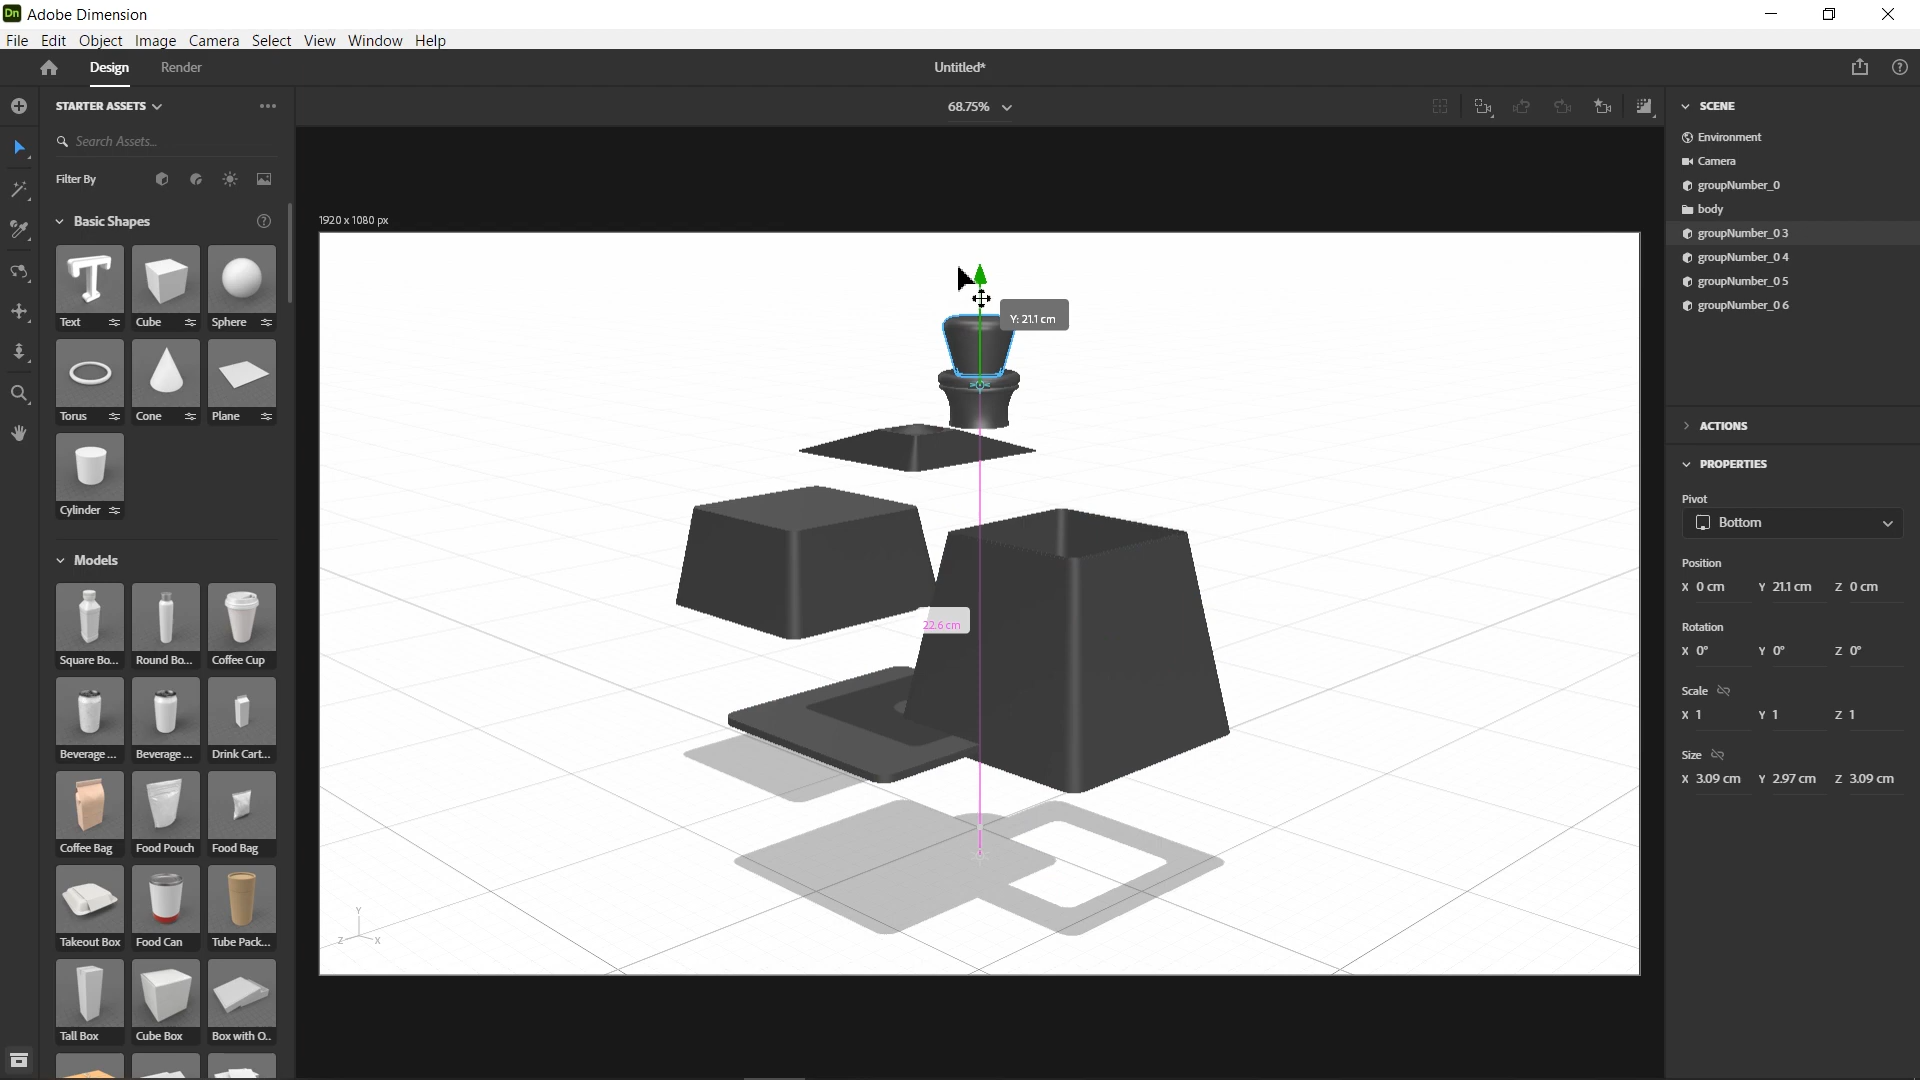 Dn Adobe Dimension
File Edit Object Image Camera Select View Window Help
Design Render Untitled*
STARTER ASSETS
68.75%
Search Assets...
Filter By
Basic Shapes
Text Cube Sphere
Torus Cone Plane
Cylinder
Models
Square Bo... Round Bo... Coffee Cup
Beverage ... Beverage ... Drink Cart...
Coffee Bag Food Pouch Food Bag
Takeout Box Food Can Tube Pack...
Tall Box Cube Box Box with O..
1920 x 1080 px
Y: 21.1 cm
22.6 cm
Y
Z X
SCENE
Environment
Camera
groupNumber_0
body
groupNumber_0 3
groupNumber_0 4
groupNumber_0 5
groupNumber_0 6
ACTIONS
PROPERTIES
Pivot
Bottom
Position
X 0 cm Y 21.1 cm Z 0 cm
Rotation
X 0° Y 0° Z 0°
Scale
X 1 Y 1 Z 1
Size
X 3.09 cm Y 2.97 cm Z 3.09 cm